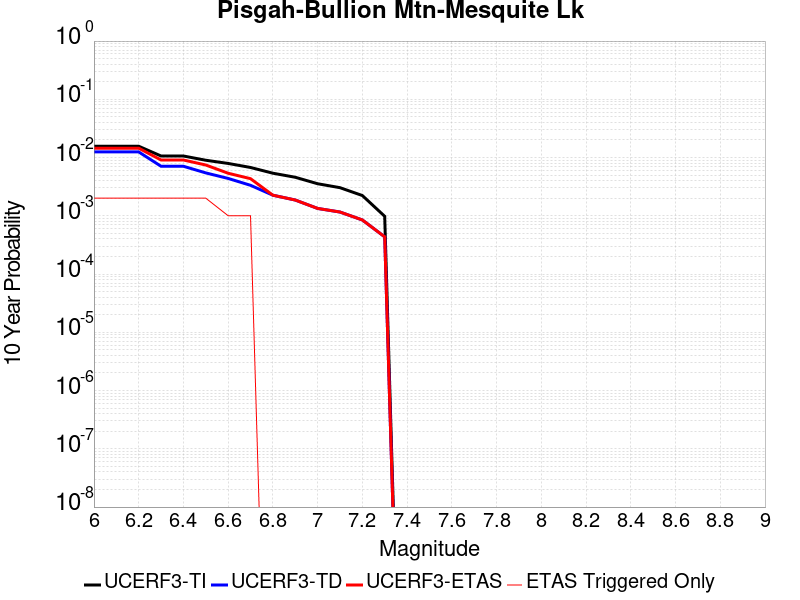 Pisgah-Bullion Mtn-Mesquite Lk
10 Year Probability
10^0
10^-1
10^-2
10^-3
10^-4
10^-5
10^-6
10^-7
10^-8
6 6.2 6.4 6.6 6.8 7 7.2 7.4 7.6 7.8 8 8.2 8.4 8.6 8.8 9
Magnitude
UCERF3-TI UCERF3-TD UCERF3-ETAS ETAS Triggered Only